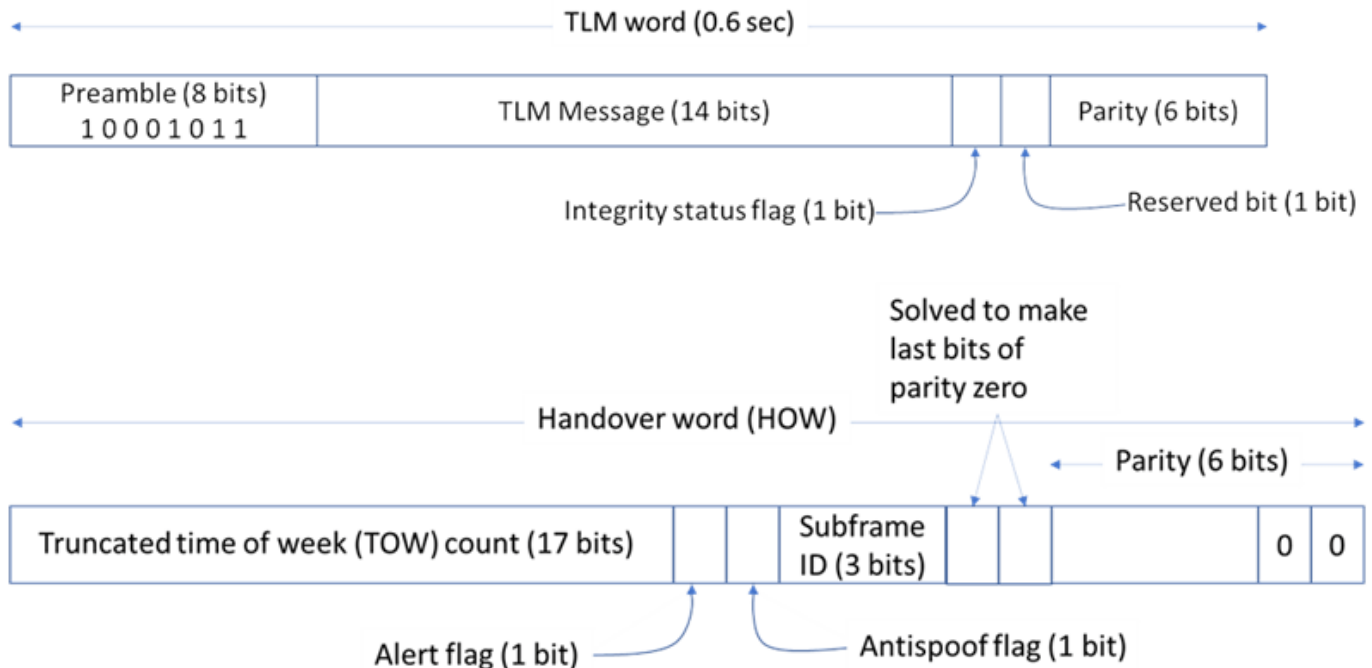 TLM word (0.6 sec)
Preamble (8 bits)
1 0 0 0 1 0 1 1
TLM Message (14 bits)
Parity (6 bits)
Integrity status flag (1 bit)
Reserved bit (1 bit)
Solved to make
last bits of
parity zero
Handover word (HOW)
Parity (6 bits)
Truncated time of week (TOW) count (17 bits)
Subframe
ID (3 bits)
0 0
Alert flag (1 bit)
Antispoof flag (1 bit)